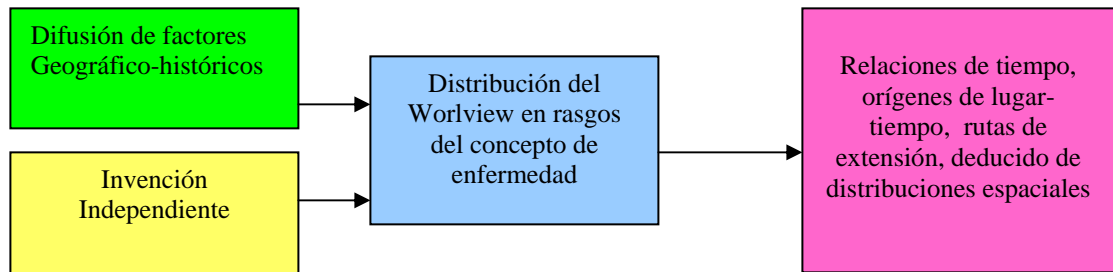 Difusión de factores
Geográfico-históricos
Invención
Independiente
Distribución del
Worlview en rasgos
del concepto de
enfermedad
Relaciones de tiempo,
orígenes de lugar-
tiempo, rutas de
extensión, deducido de
distribuciones espaciales